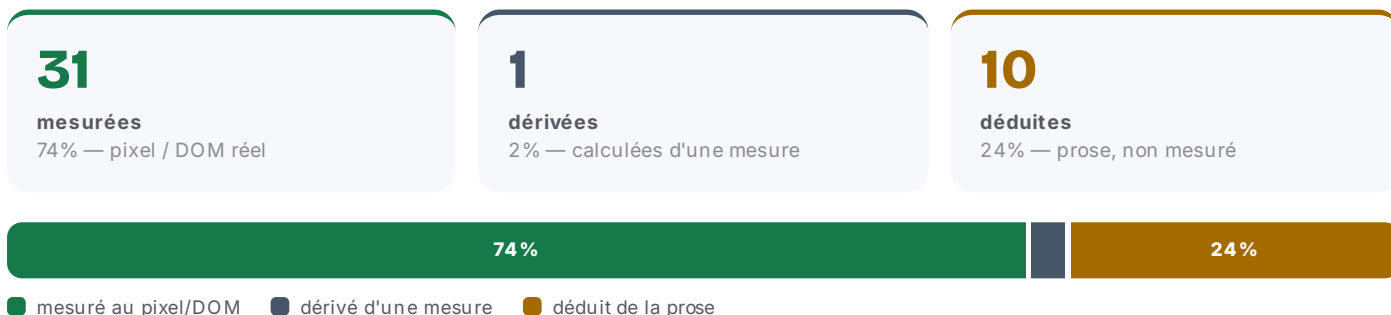 31
mesurées
74% — pixel / DOM réel
1
dérivées
2% — calculées d'une mesure
10
déduites
24% — prose, non mesuré
74%
24%
mesuré au pixel/DOM
dérivé d'une mesure
déduit de la prose